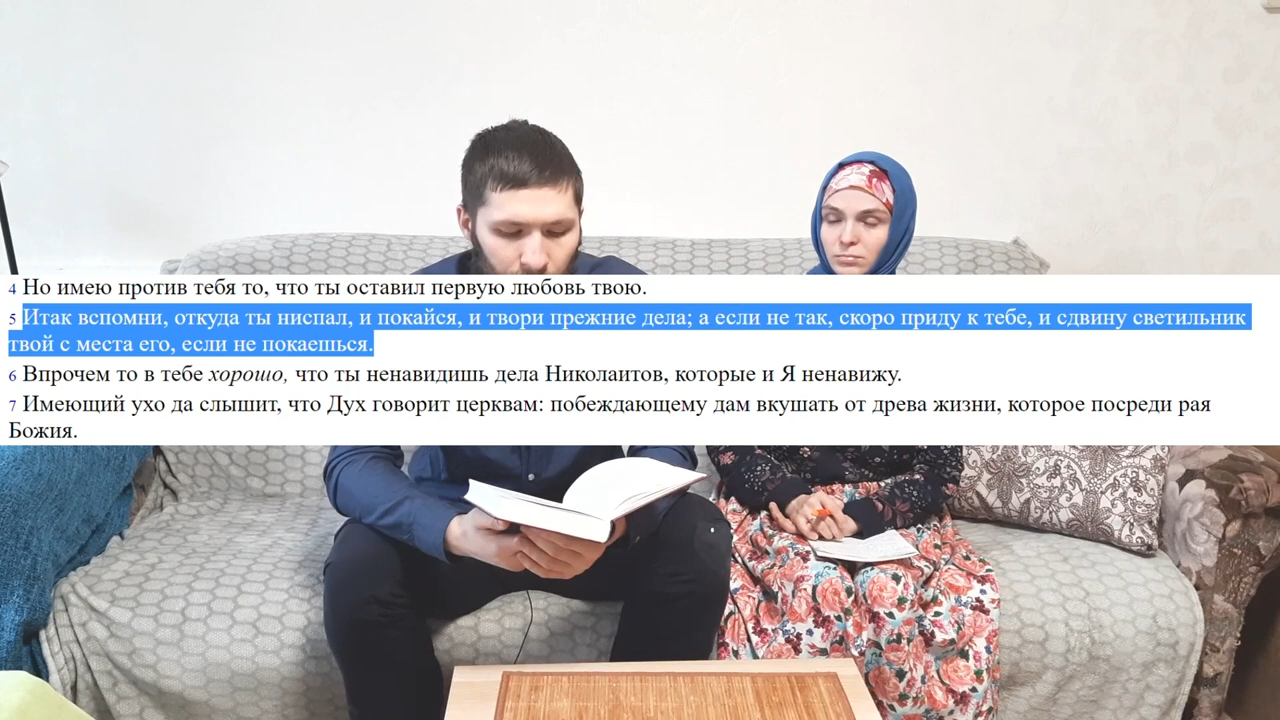 4 Но имею против тебя то, что ты оставил первую любовь твою.
5 Итак вспомни, откуда ты ниспал, и покайся, и твори прежние дела; а если не так, скоро приду к тебе, и сдвину светильник
твой с места его, если не покаешься.
6 Впрочем то в тебе хорошо, что ты ненавидишь дела Николаитов, которые и Я ненавижу.
7 Имеющий ухо да слышит, что Дух говорит церквам: побеждающему дам вкушать от древа жизни, которое посреди рая
Божия.